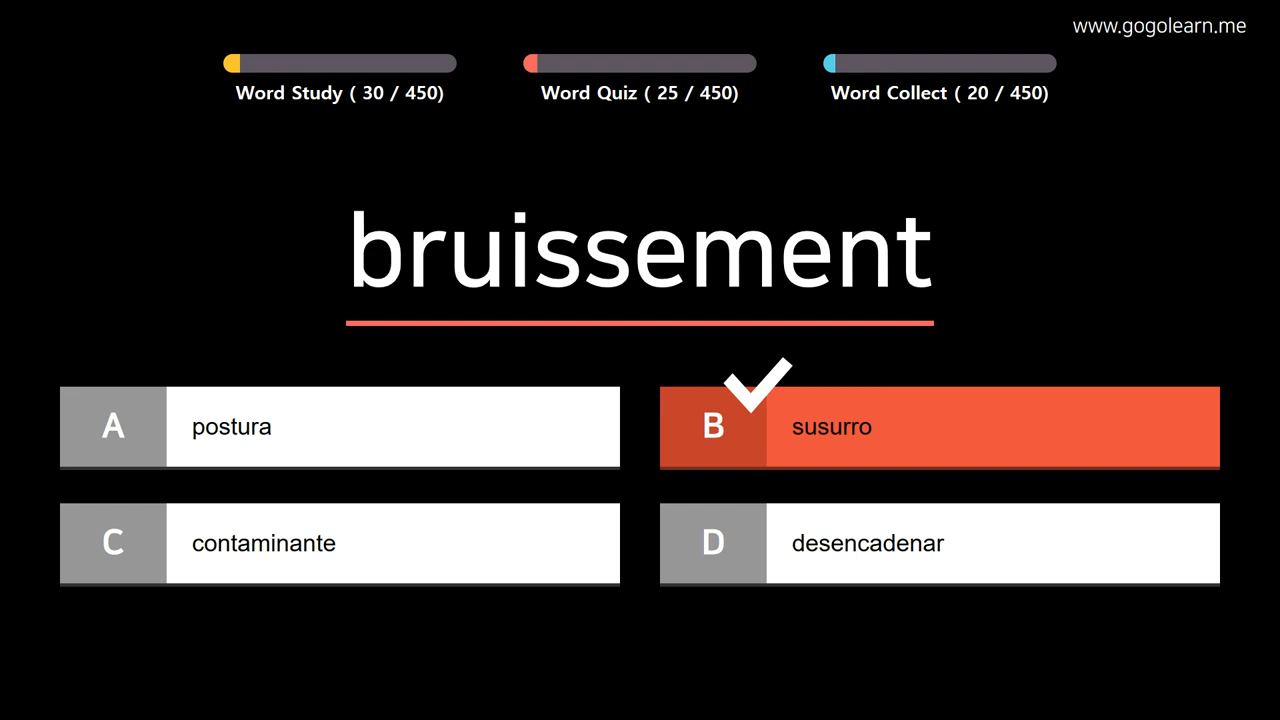 www.gogolearn.me
Word Study ( 30 / 450)
Word Quiz ( 25 / 450)
Word Collect ( 20 / 450)
bruissement
A postura
B susurro
C contaminante
D desencadenar